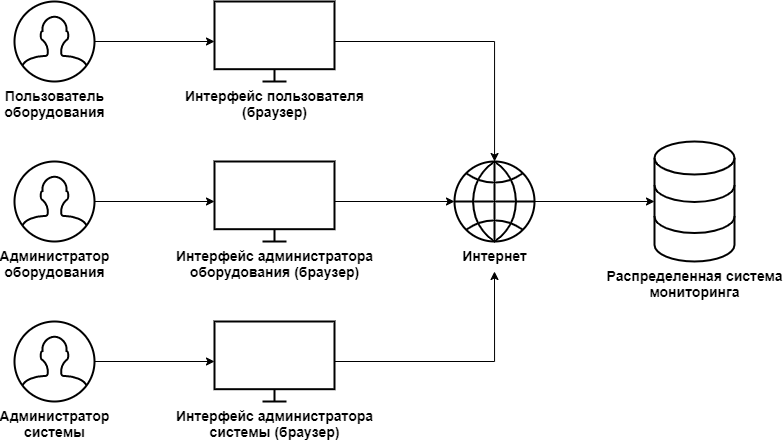 Пользователь
оборудования
Интерфейс пользователя
(браузер)
Администратор
оборудования
Интерфейс администратора
оборудования (браузер)
Интернет
Распределенная система
мониторинга
Администратор
системы
Интерфейс администратора
системы (браузер)